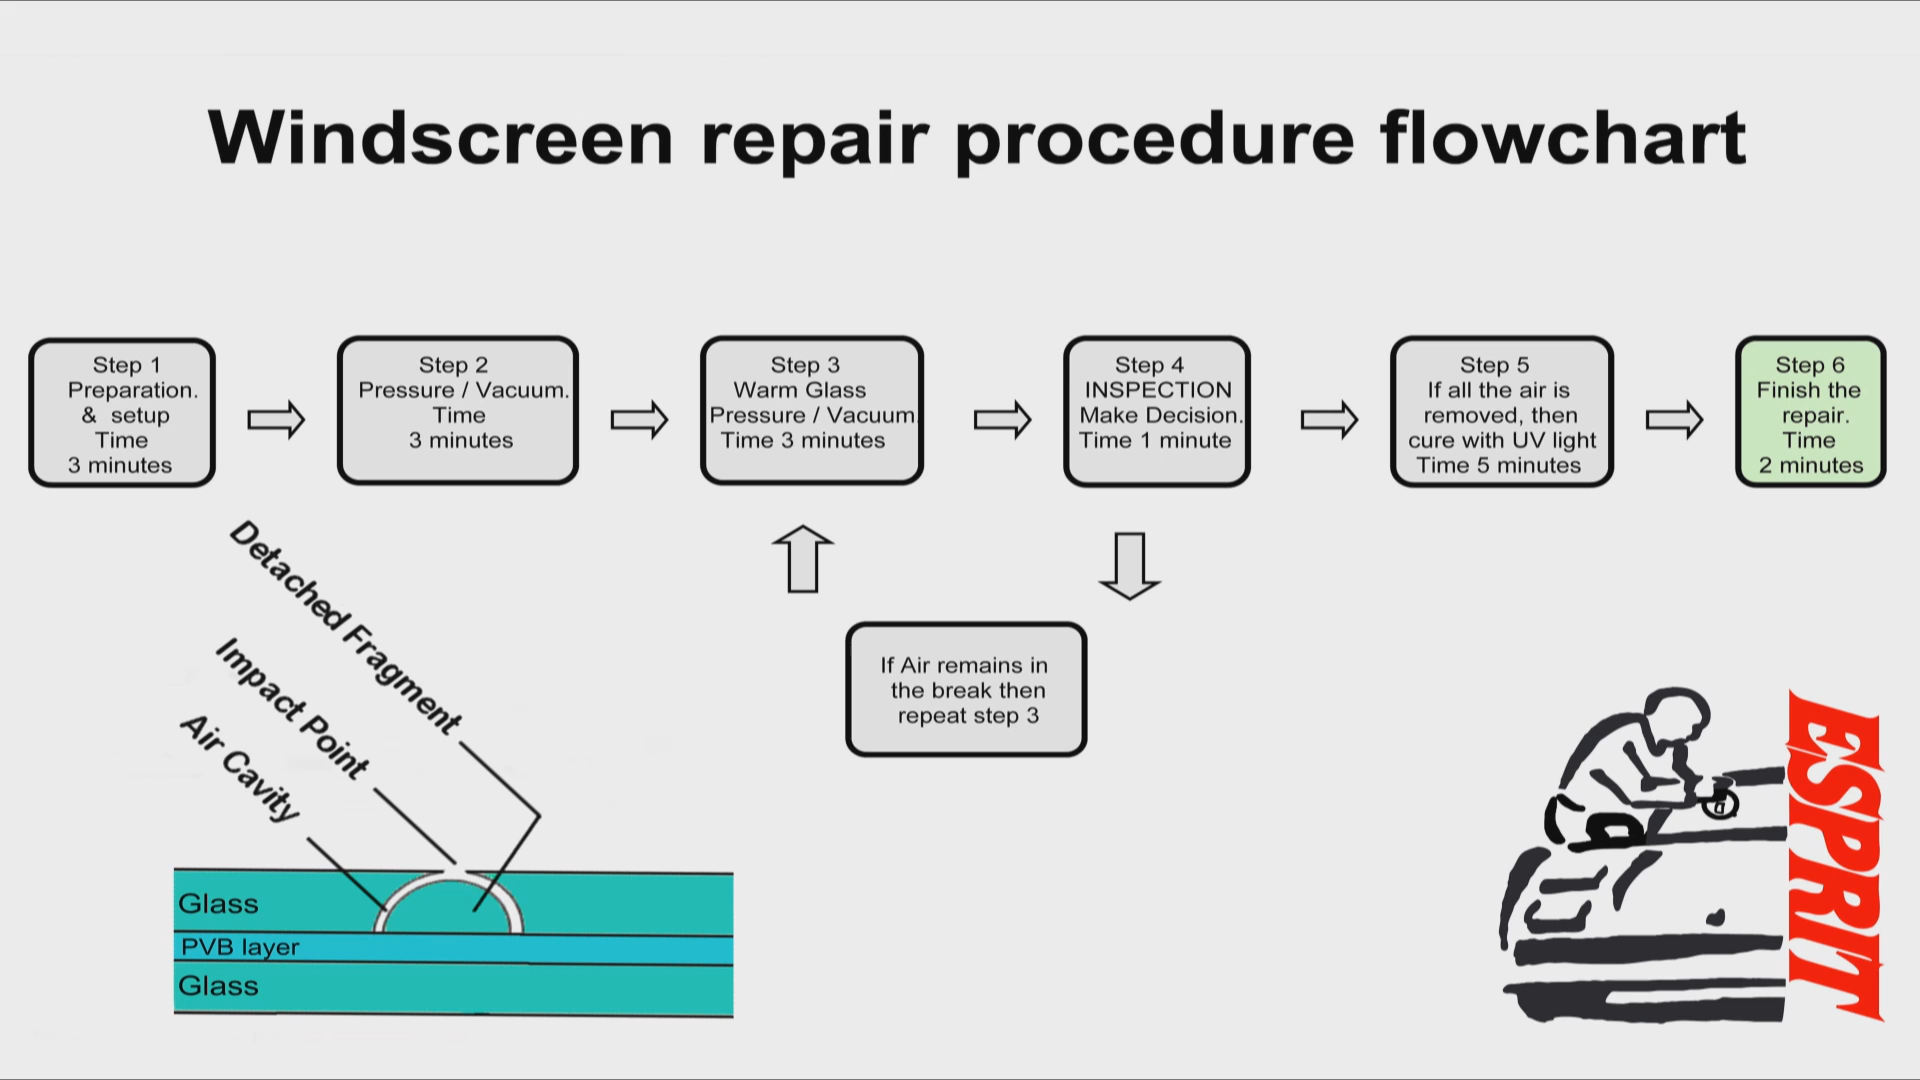 Windscreen repair procedure flowchart
Step 1
Preparation.
& setup
Time
3 minutes
Step 2
Pressure / Vacuum.
Time
3 minutes
Step 3
Warm Glass
Pressure / Vacuum
Time 3 minutes
Step 4
INSPECTION
Make Decision.
Time 1 minute
Step 5
If all the air is
removed, then
cure with UV light
Time 5 minutes
Step 6
Finish the
repair.
Time
2 minutes
If Air remains in
the break then
repeat step 3
Detached Fragment
Impact Point
Air Cavity
Glass
PVB layer
Glass
ESPRIT